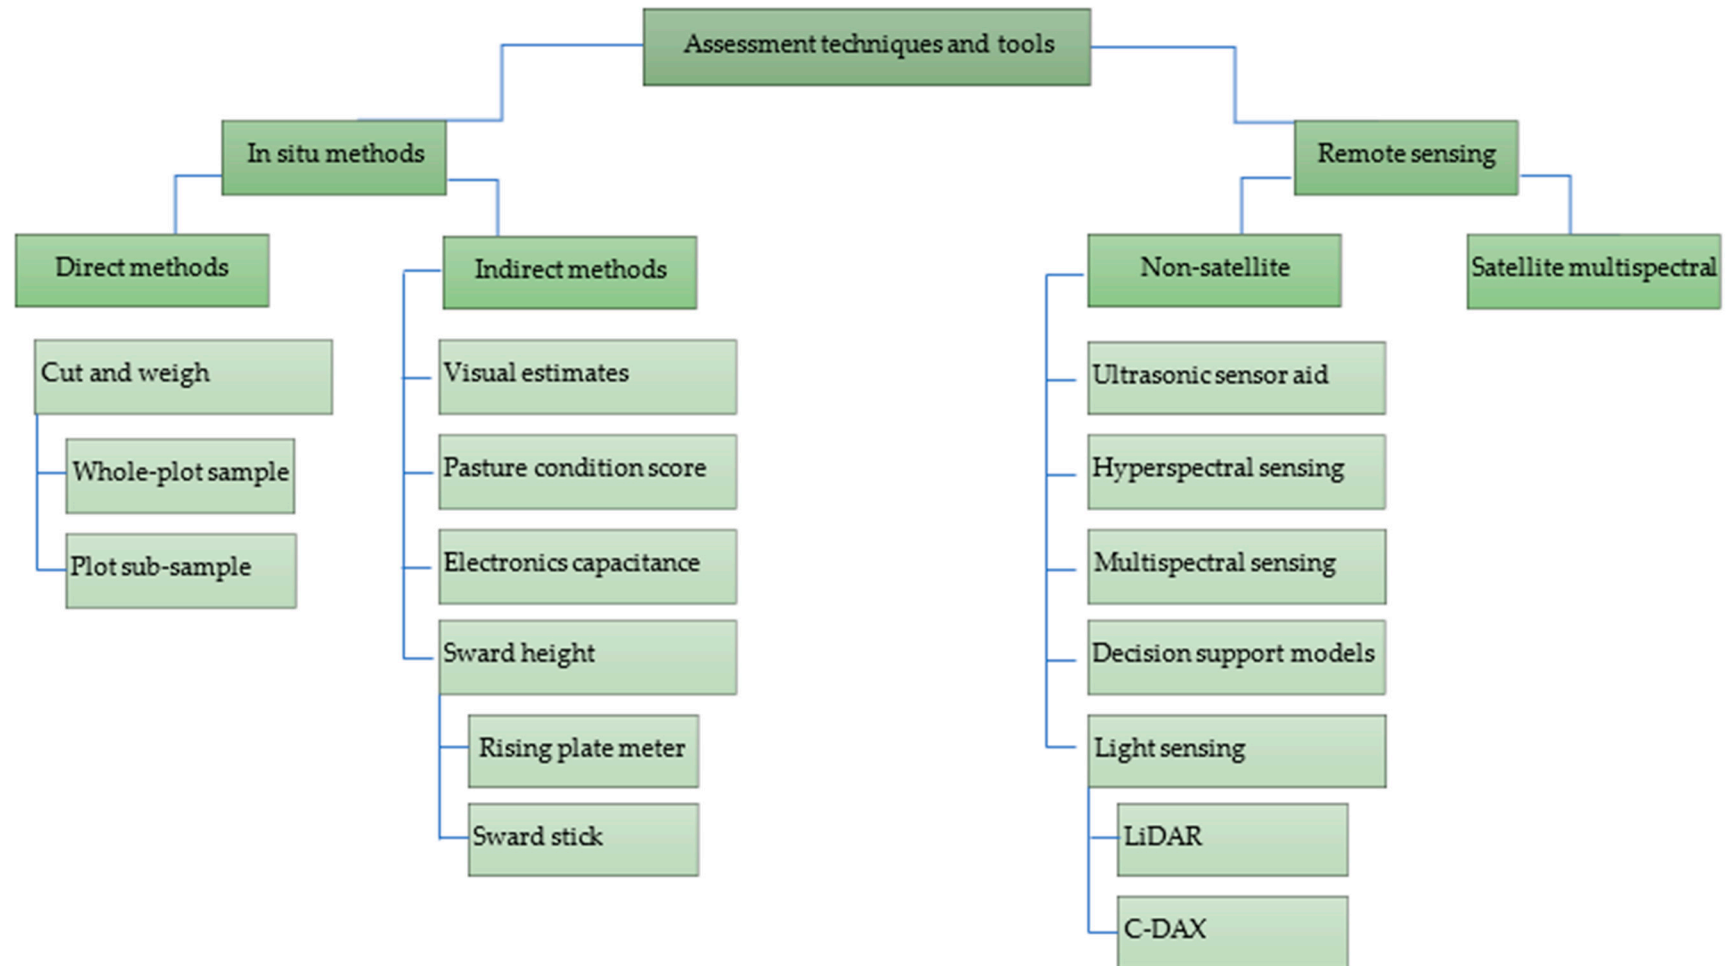 Assessment techniques and tools
In situ methods
Remote sensing
Direct methods
Indirect methods
Non-satellite
Satellite multispectral
Cut and weigh
Whole-plot sample
Plot sub-sample
Visual estimates
Pasture condition score
Electronics capacitance
Sward height
Rising plate meter
Sward stick
Ultrasonic sensor aid
Hyperspectral sensing
Multispectral sensing
Decision support models
Light sensing
LiDAR
C-DAX